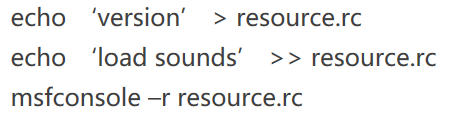 echo ‘version’ > resource.rc
echo ‘load sounds’ >> resource.rc
msfconsole –r resource.rc